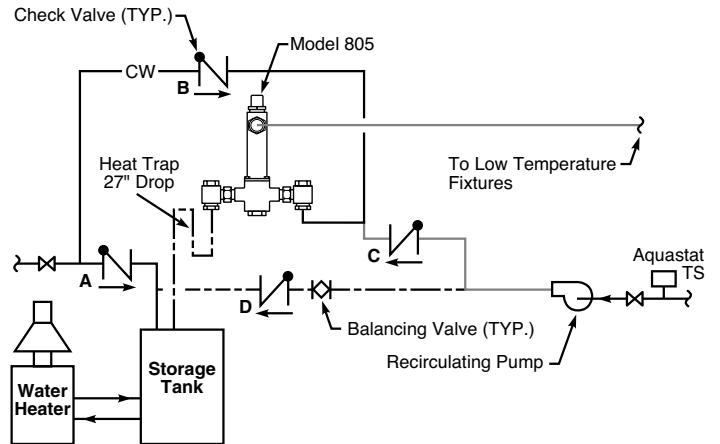 Check Valve (TYP.)
Model 805
CW
B
Heat Trap
27" Drop
To Low Temperature
Fixtures
A
C
Aquastat
TS
D
Balancing Valve (TYP.)
Recirculating Pump
Storage
Tank
Water
Heater